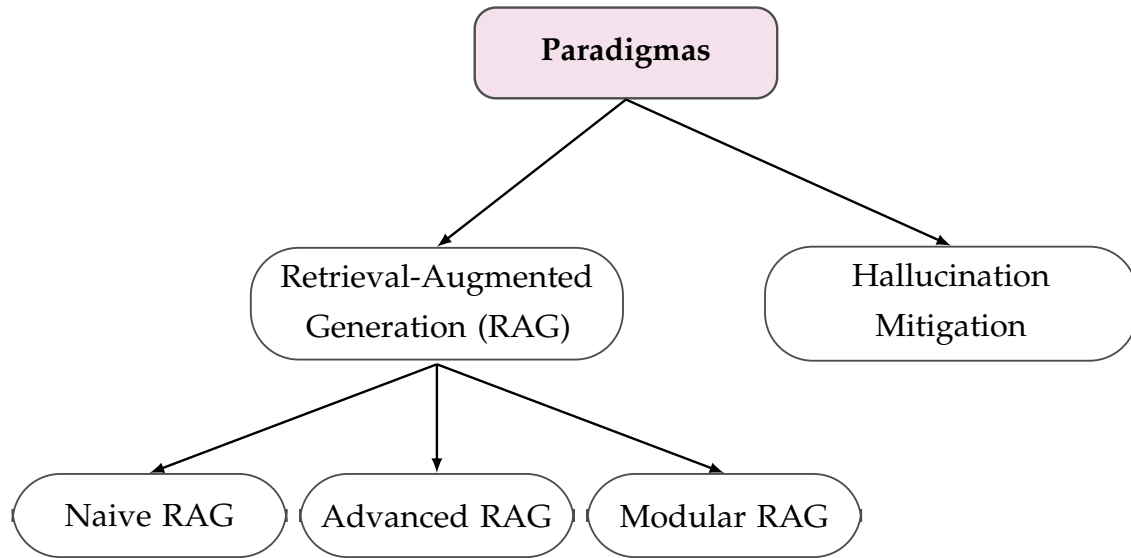 Paradigmas
Retrieval-Augmented
Generation (RAG)
Hallucination
Mitigation
Naive RAG
Advanced RAG
Modular RAG